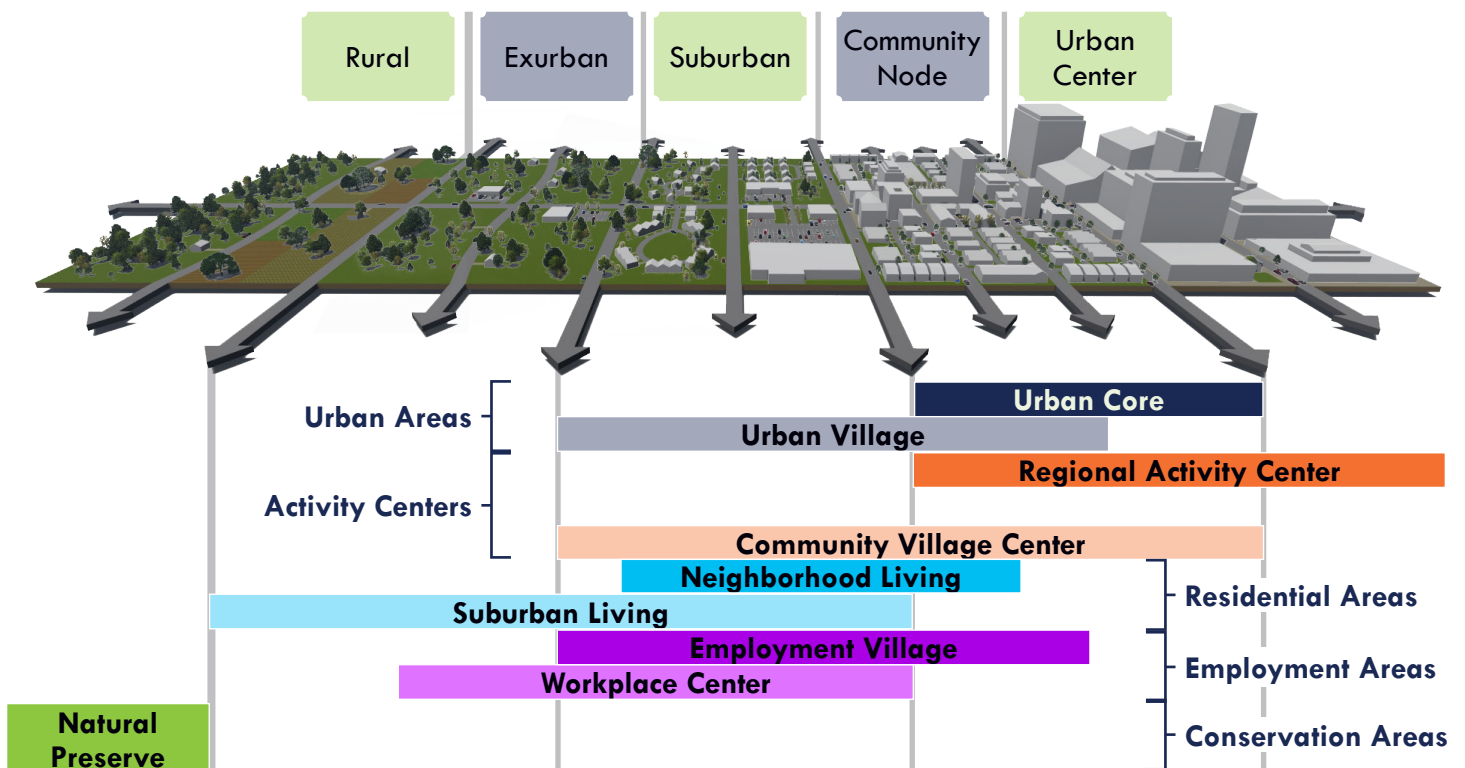 Rural
Exurban
Suburban
Community
Node
Urban
Center
Urban Areas
Urban Core
Urban Village
Activity Centers
Regional Activity Center
Community Village Center
Neighborhood Living
Suburban Living
Residential Areas
Employment Village
Workplace Center
Employment Areas
Natural
Preserve
Conservation Areas